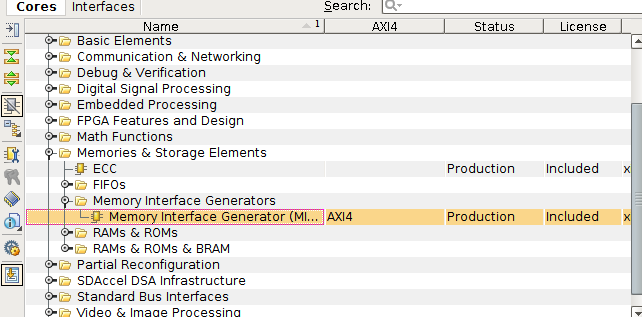 Cores Interfaces Search: Q-
Name 1 AXI4 Status License
Basic Elements
Communication & Networking
Debug & Verification
Digital Signal Processing
Embedded Processing
FPGA Features and Design
Math Functions
Memories & Storage Elements
ECC Production Included x
FIFOs
Memory Interface Generators
Memory Interface Generator (MI... AXI4 Production Included x
RAMs & ROMs
RAMs & ROMs & BRAM
Partial Reconfiguration
SDAccel DSA Infrastructure
Standard Bus Interfaces
Video & Image Processing